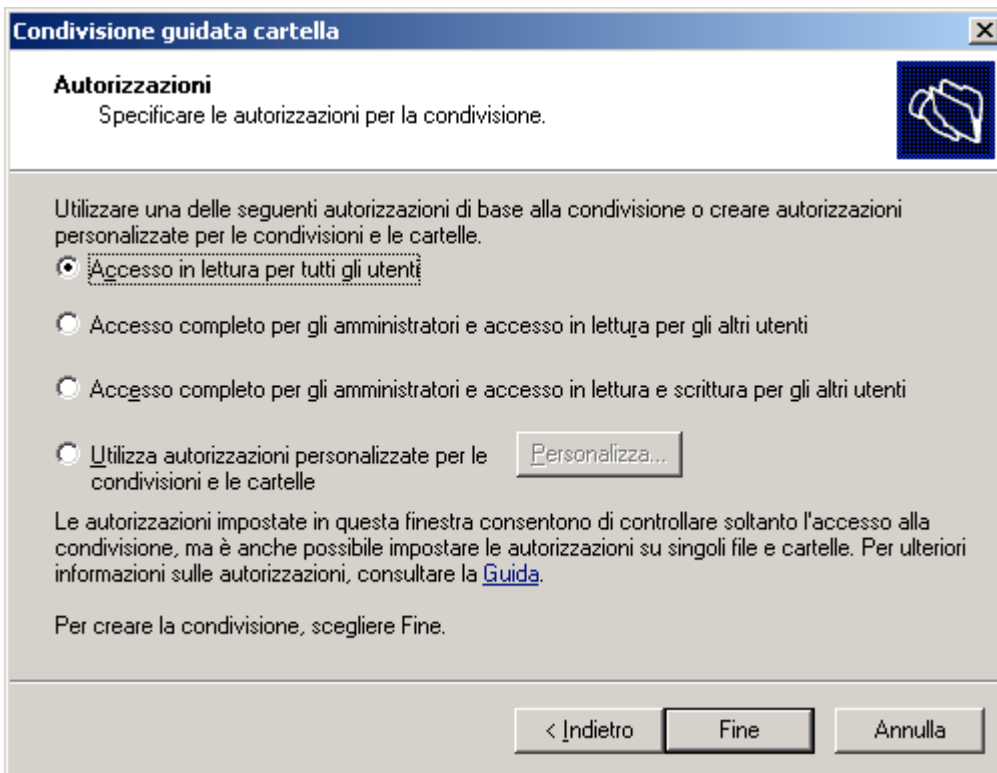 Condivisione guidata cartella
Autorizzazioni
Specificare le autorizzazioni per la condivisione.
Utilizzare una delle seguenti autorizzazioni di base alla condivisione o creare autorizzazioni
personalizzate per le condivisioni e le cartelle.
Accesso in lettura per tutti gli utenti
Accesso completo per gli amministratori e accesso in lettura per gli altri utenti
Accesso completo per gli amministratori e accesso in lettura e scrittura per gli altri utenti
Utilizza autorizzazioni personalizzate per le
condivisioni e le cartelle
Personalizza...
Le autorizzazioni impostate in questa finestra consentono di controllare soltanto l'accesso alla
condivisione, ma è anche possibile impostare le autorizzazioni su singoli file e cartelle. Per ulteriori
informazioni sulle autorizzazioni, consultare la Guida.
Per creare la condivisione, scegliere Fine.
< Indietro
Fine
Annulla